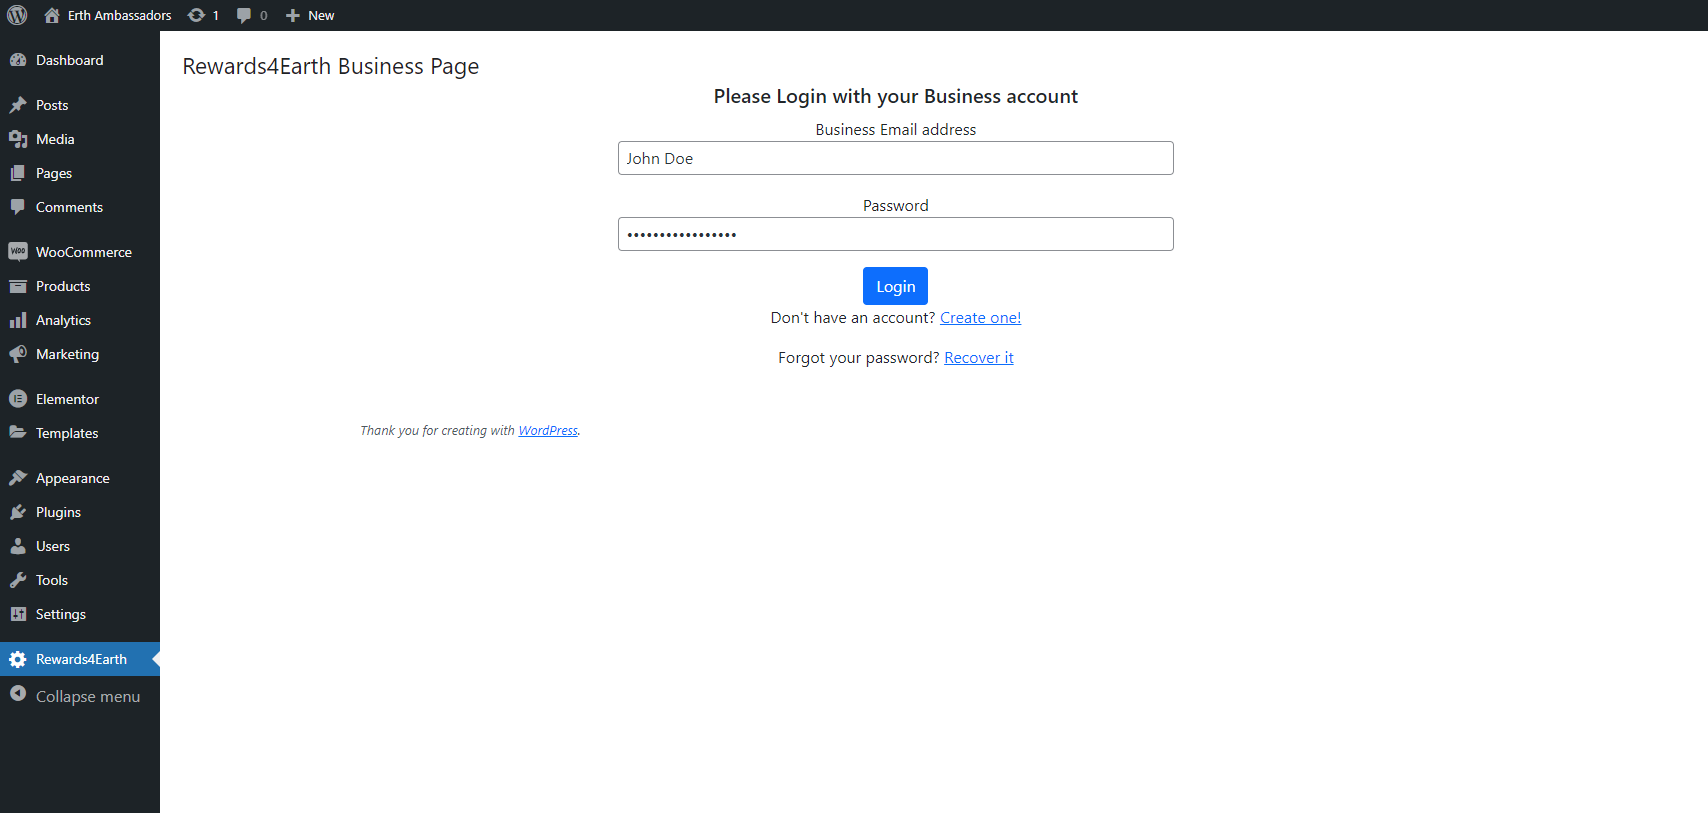 Erth Ambassadors 1 0 New
Dashboard
Posts
Media
Pages
Comments
WooCommerce
Products
Analytics
Marketing
Elementor
Templates
Appearance
Plugins
Users
Tools
Settings
Rewards4Earth
Collapse menu
Rewards4Earth Business Page
Please Login with your Business account
Business Email address
John Doe
Password
•••••••••••••••••
Login
Don't have an account? Create one!
Forgot your password? Recover it
Thank you for creating with WordPress.